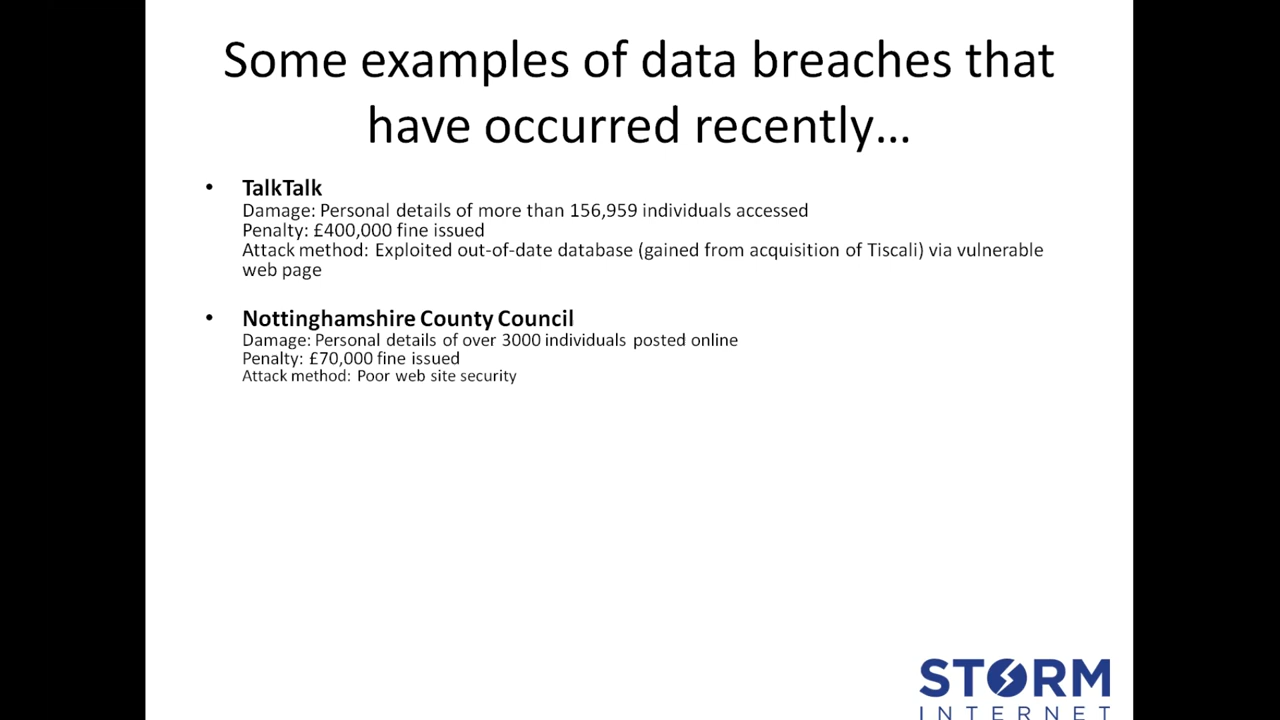 Some examples of data breaches that
have occurred recently...
• TalkTalk
Damage: Personal details of more than 156,959 individuals accessed
Penalty: £400,000 fine issued
Attack method: Exploited out-of-date database (gained from acquisition of Tiscali) via vulnerable
web page
• Nottinghamshire County Council
Damage: Personal details of over 3000 individuals posted online
Penalty: £70,000 fine issued
Attack method: Poor web site security
STORM
INTERNET